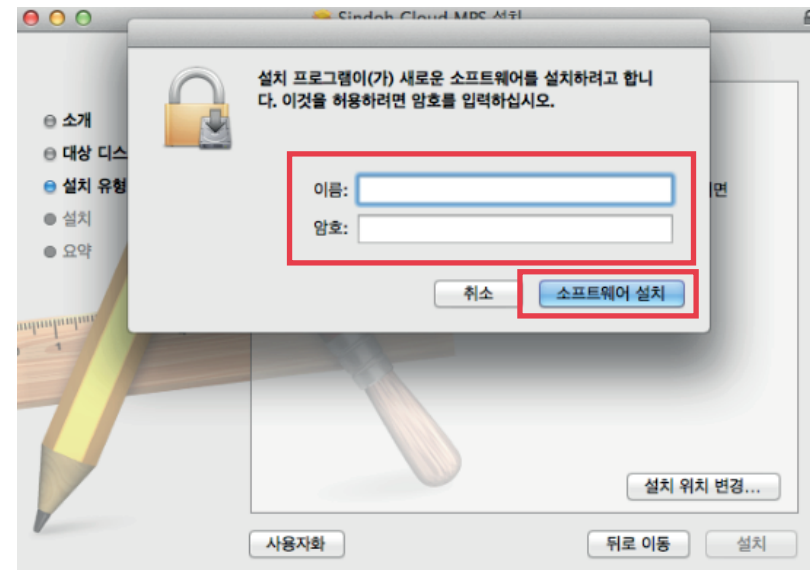 Sindoh Cloud MPS 설치
설치 프로그램이(가) 새로운 소프트웨어를 설치하려고 합니
다. 이것을 허용하려면 암호를 입력하십시오.
소개
대상 디스
설치 유형
설치
요약
이름:
면
암호:
취소
소프트웨어 설치
1
설치 위치 변경...
사용자화
뒤로 이동
설치